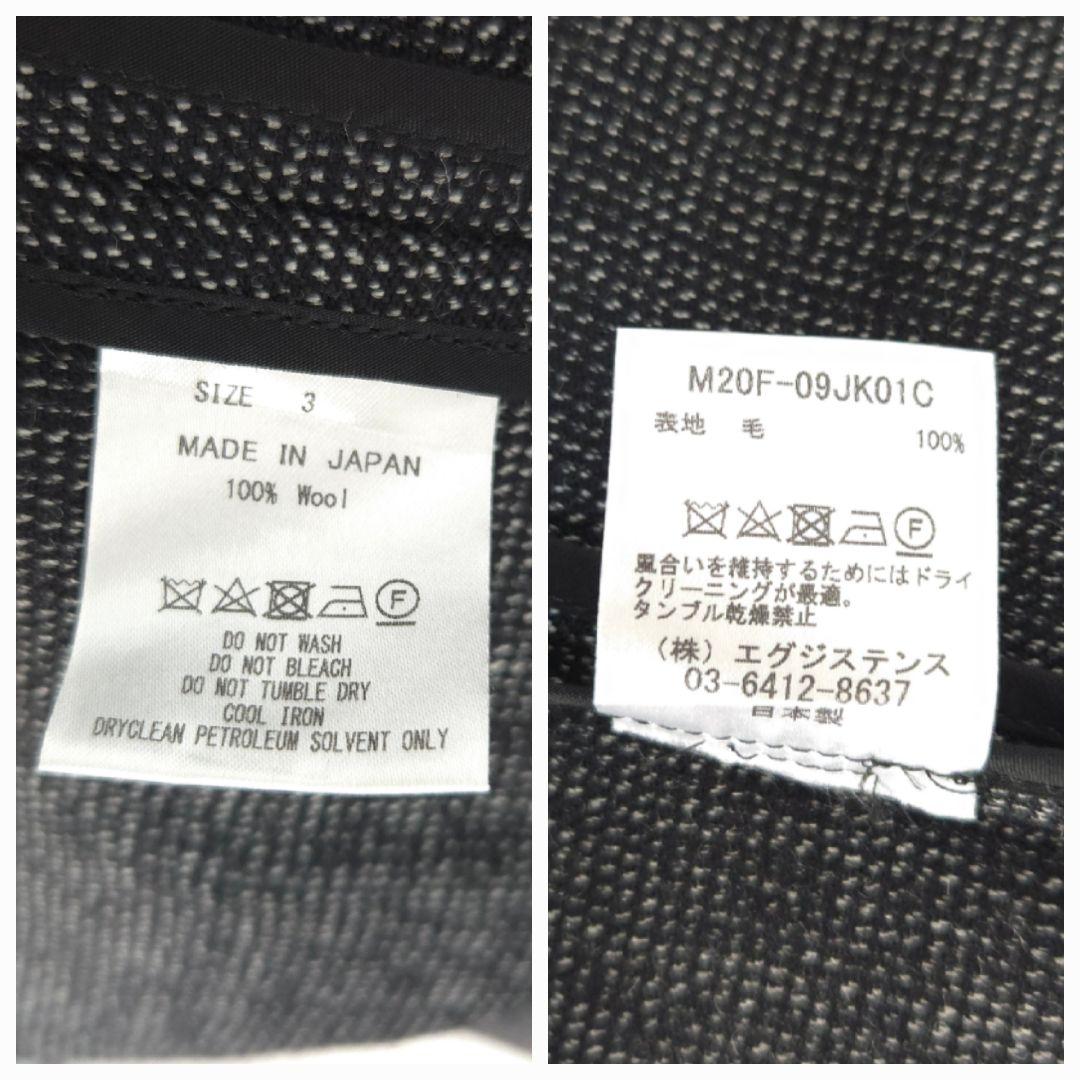 SIZE 3
MADE IN JAPAN
100% Wool
F
DO NOT WASH
DO NOT BLEACH
DO NOT TUMBLE DRY
COOL IRON
DRYCLEAN PETROLEUM SOLVENT ONLY
M20F-09JK01C
表地 毛 100%
F
風合いを維持するためにはドライ
クリーニングが最適。
タンブル乾燥禁止
(株) エグジステンス
03-6412-8637
日本製